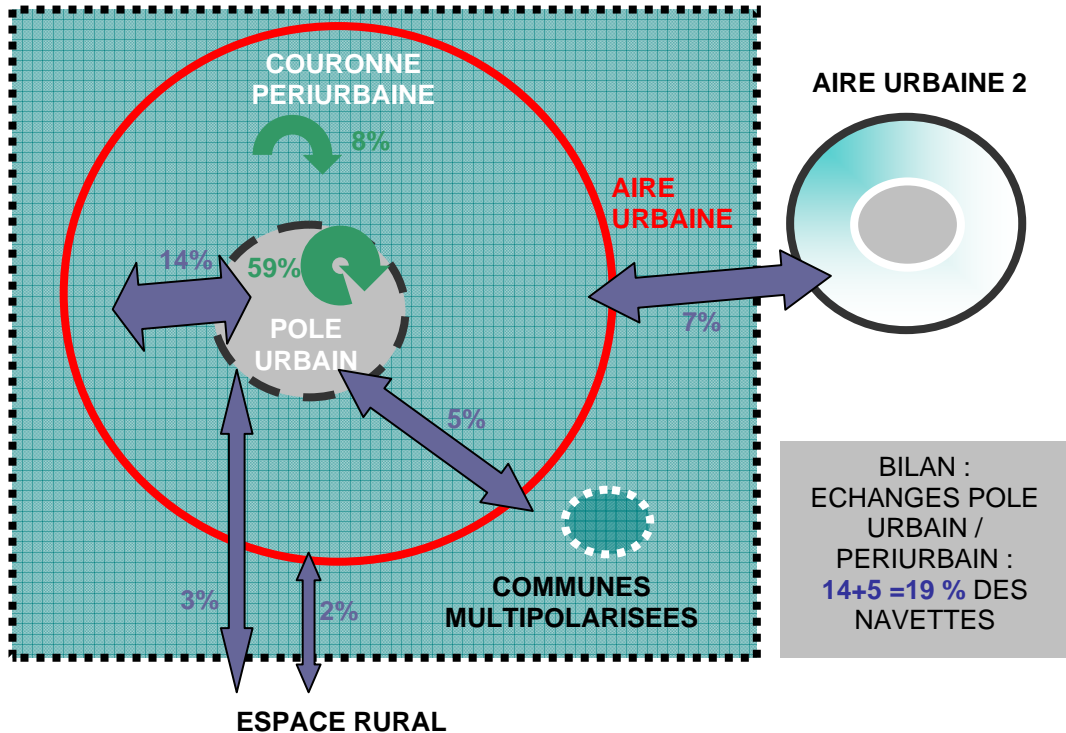 COURONNE
PERIURBAINE
8%
AIRE URBAINE 2
AIRE
URBAINE
14%
59%
POLE
URBAIN
7%
5%
BILAN :
ECHANGES POLE
URBAIN /
PERIURBAIN :
14+5 =19 % DES
NAVETTES
COMMUNES
MULTIPOLARISEES
3%
2%
ESPACE RURAL